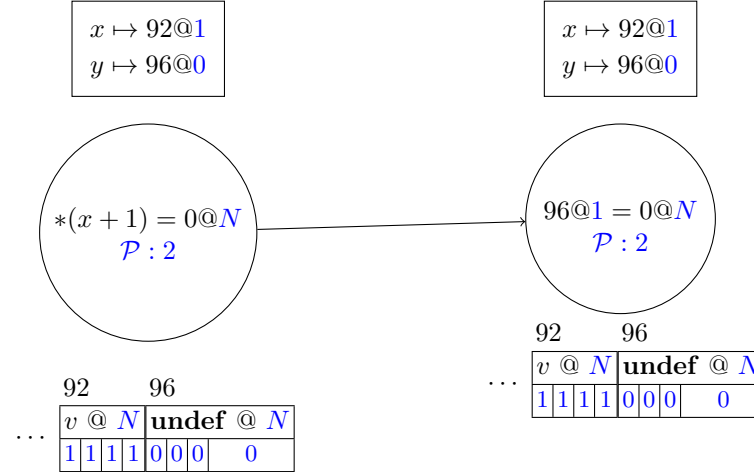 x ↦ 92@1
y ↦ 96@0
*(x + 1) = 0@N
𝒫 : 2
92 96
... v @ N undef @ N
1 1 1 1 0 0 0 0
x ↦ 92@1
y ↦ 96@0
96@1 = 0@N
𝒫 : 2
92 96
... v @ N undef @ N
1 1 1 1 0 0 0 0